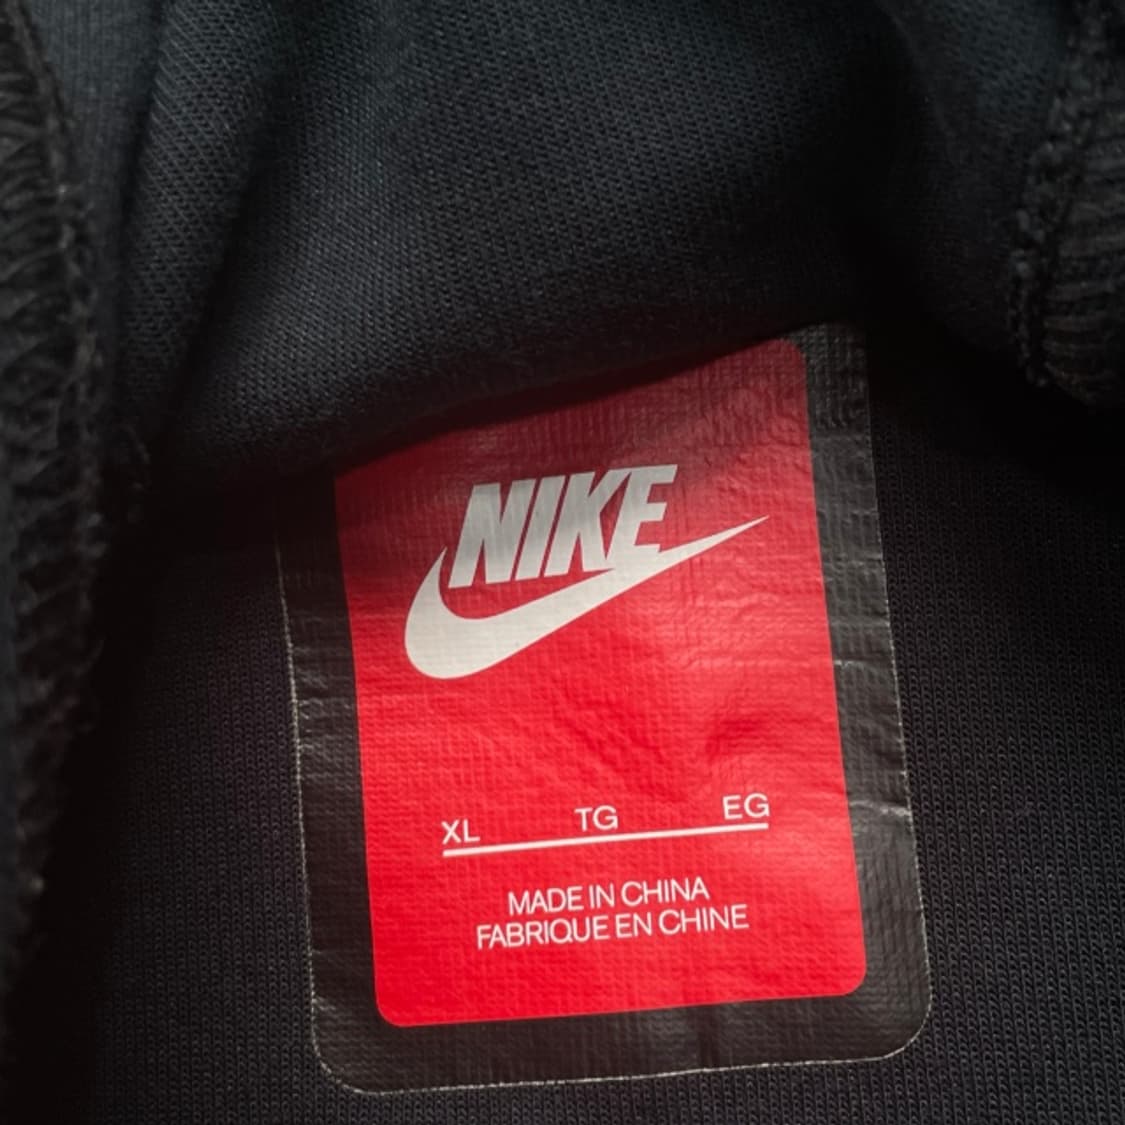 NIKE
XL TG EG
MADE IN CHINA
FABRIQUE EN CHINE